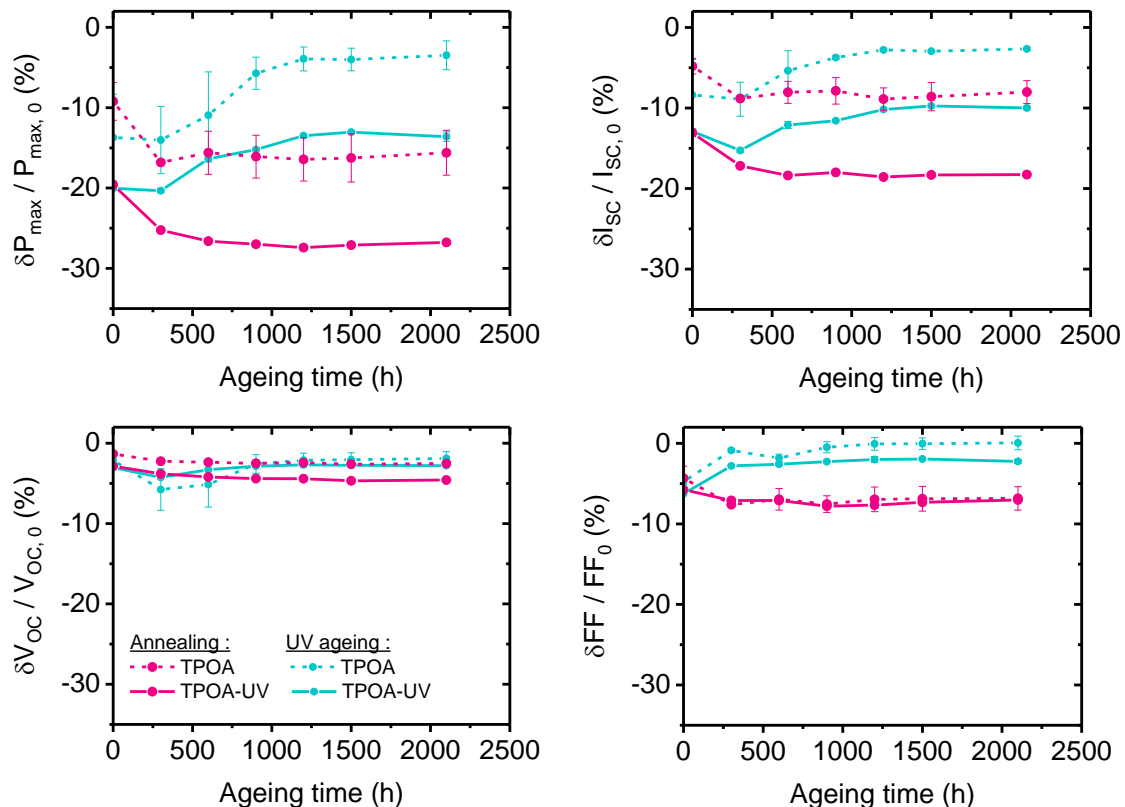 0
-10
-20
-30
δP_max / P_max, 0 (%)
0 500 1000 1500 2000 2500
Ageing time (h)
0
-10
-20
-30
δI_SC / I_SC, 0 (%)
0 500 1000 1500 2000 2500
Ageing time (h)
0
-10
-20
-30
δV_OC / V_OC, 0 (%)
Annealing : UV ageing :
TPOA TPOA
TPOA-UV TPOA-UV
0 500 1000 1500 2000 2500
Ageing time (h)
0
-10
-20
-30
δFF / FF_0 (%)
0 500 1000 1500 2000 2500
Ageing time (h)